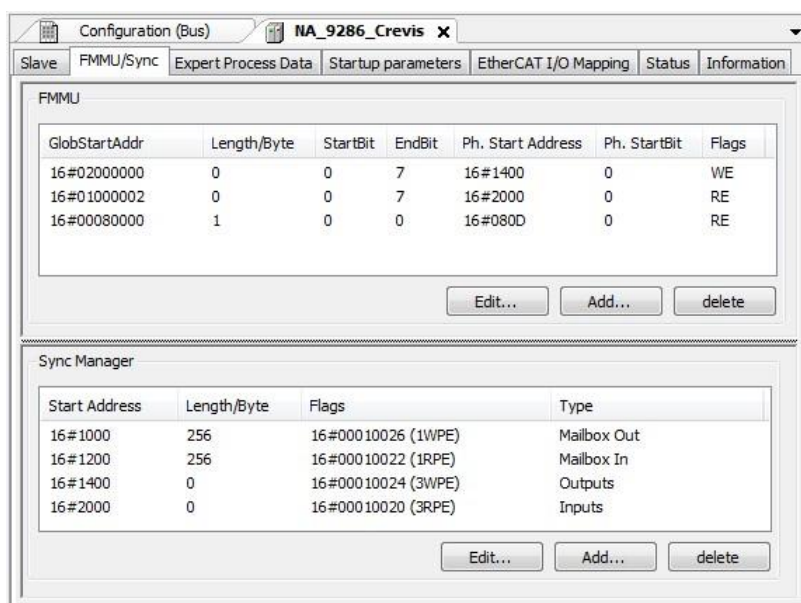 Configuration (Bus) NA_9286_Crevis X
Slave FMMU/Sync Expert Process Data Startup parameters EtherCAT I/O Mapping Status Information
FMMU
GlobStartAddr Length/Byte StartBit EndBit Ph. Start Address Ph. StartBit Flags
16#02000000 0 0 7 16#1400 0 WE
16#01000002 0 0 7 16#2000 0 RE
16#00080000 1 0 0 16#080D 0 RE
Edit... Add... delete
Sync Manager
Start Address Length/Byte Flags Type
16#1000 256 16#00010026 (1WPE) Mailbox Out
16#1200 256 16#00010022 (1RPE) Mailbox In
16#1400 0 16#00010024 (3WPE) Outputs
16#2000 0 16#00010020 (3RPE) Inputs
Edit... Add... delete